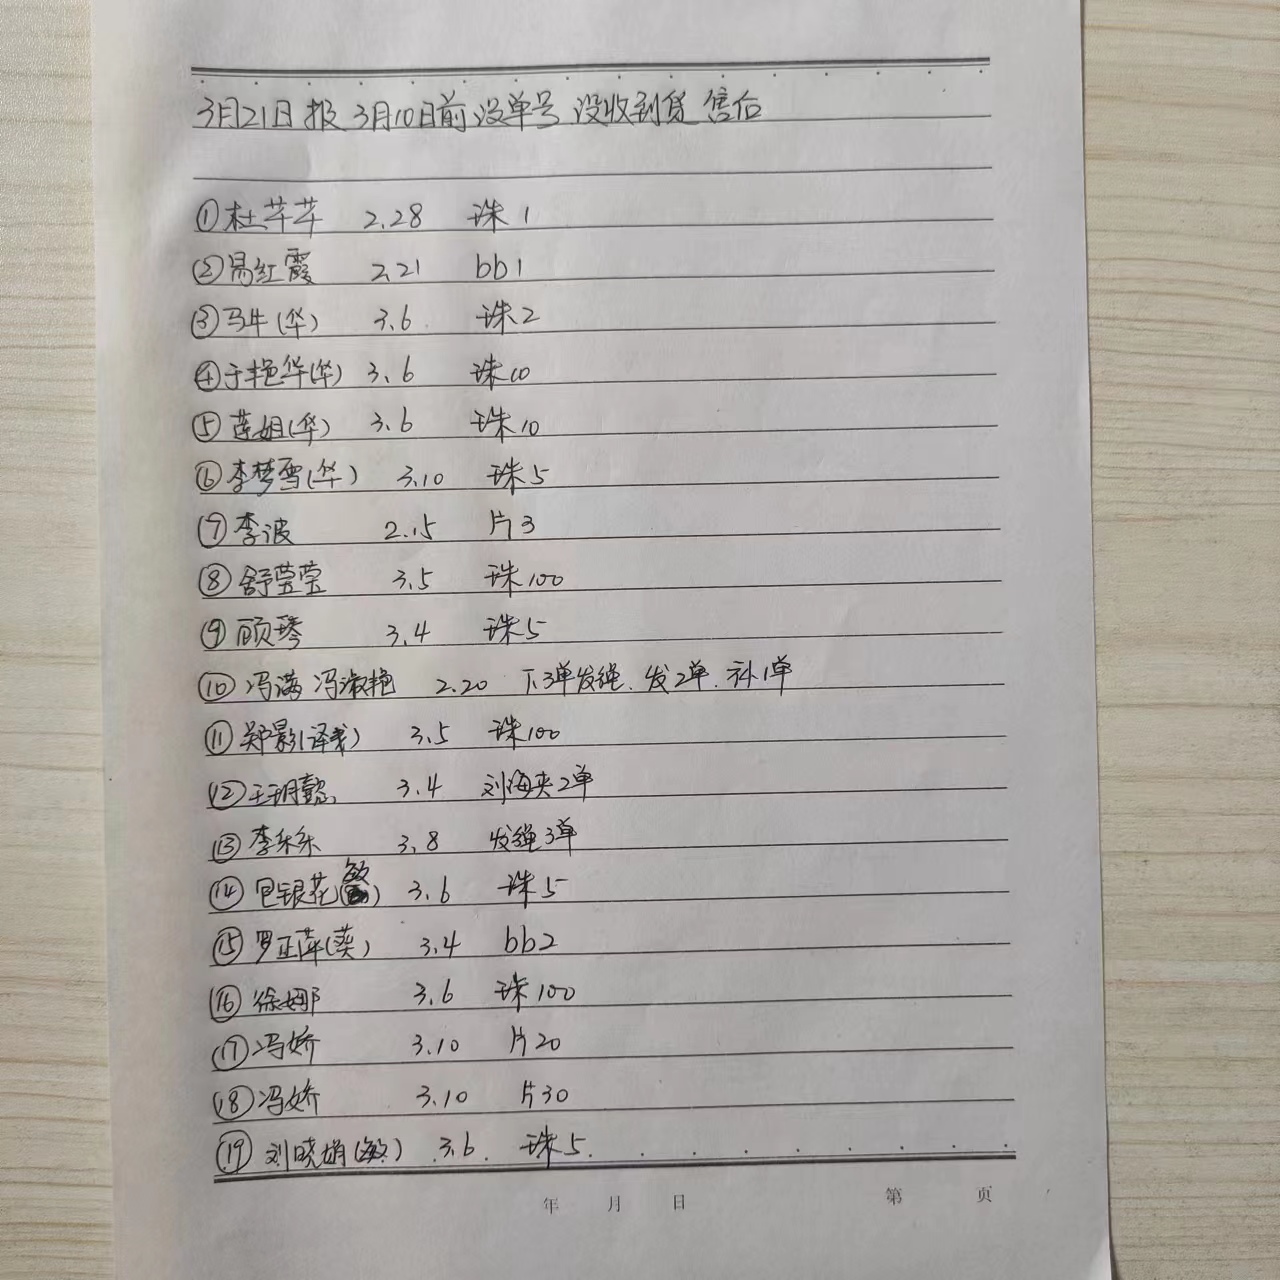 3月21日报 3月10日前没单号 没收到货 售后
①杜芊芊 2.28 珠1
②易红霞 2.21 bb1
③马牛(华) 3.6 珠2
④于艳华(华) 3.6 珠10
⑤莲姐(华) 3.6 珠10
⑥李梦雪(华) 3.10 珠5
⑦李波 2.15 片3
⑧舒莹莹 3.5 珠100
⑨顾琴 3.4 珠5
⑩冯满 冯淑艳 2.20 下3单发绳.发2单.补1单
⑪郑影(译戈) 3.5 珠100
⑫王玥懿 3.4 刘海夹2单
⑬李乐乐 3.8 发绳3单
⑭包银花(敏) 3.6 珠5
⑮罗正萍(英) 3.4 bb2
⑯徐娜 3.6 珠100
⑰冯娇 3.10 片20
⑱冯娇 3.10 片30
⑲刘晓娟(敏) 3.6. 珠5.
年 月 日 第 页